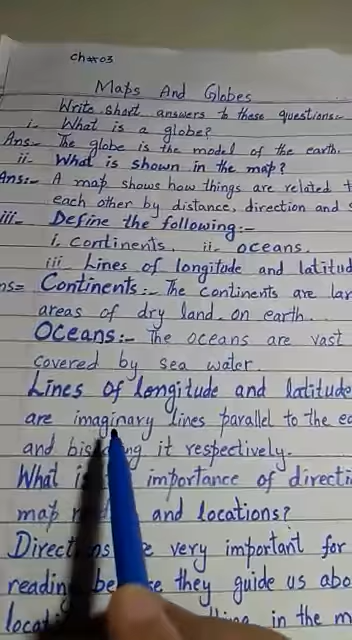 ch#03
Maps And Globes
Write short answers to these questions:-
i- What is a globe?
Ans- The globe is the model of the earth.
ii- What is shown in the map?
Ans:- A map shows how things are related t
each other by distance, direction and s
iii- Define the following:-
i. continents. ii- oceans.
iii- Lines of longitude and latitud
ns= Continents:- The continents are lar
areas of dry land on earth.
Oceans:- The oceans are vast
covered by sea water.
Lines of longitude and latitude
are imaginary lines parallel to the e
and it respectively.
What importance of directi
map and locations?
Direct very important for
reading they guide us abo
locat in the m